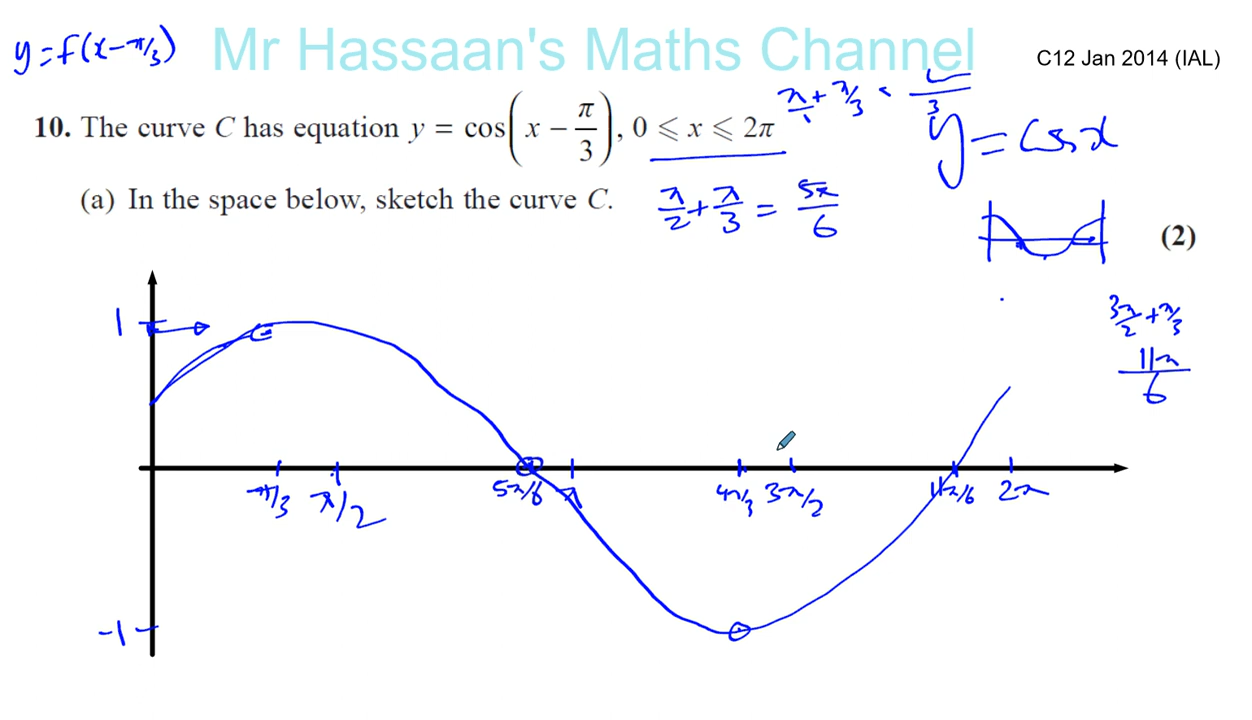 y=f(x-π/3)
Mr Hassaan's Maths Channel
C12 Jan 2014 (IAL)
10. The curve C has equation y = cos(x − π/3), 0 ⩽ x ⩽ 2π
y = cos x
(a) In the space below, sketch the curve C.
π/2 + π/3 = 5π/6
(2)
3π/2 + π/3
11π/6
1
π/3 π/2 5π/6 π 4π/3 3π/2 11π/6 2π
-1